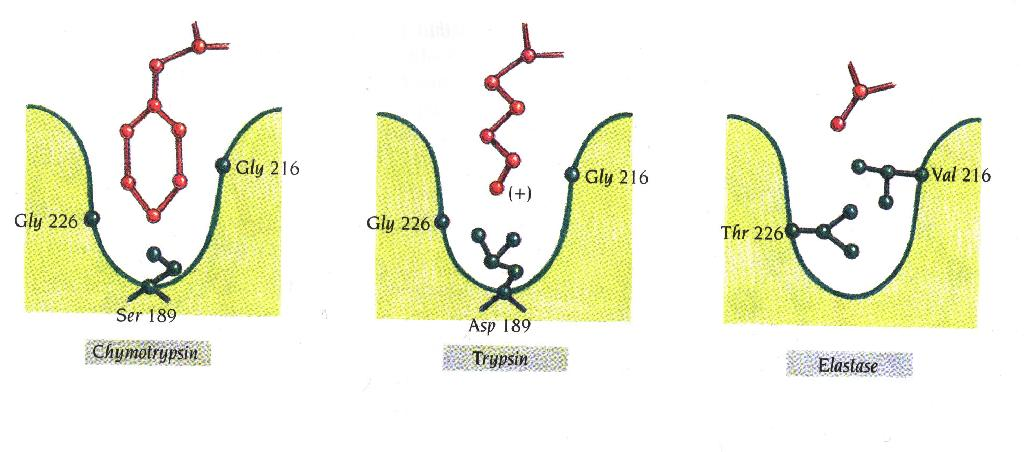 Gly 216
Gly 226
Ser 189
Chymotrypsin
(+)
Gly 216
Gly 226
Asp 189
Trypsin
Val 216
Thr 226
Elastase